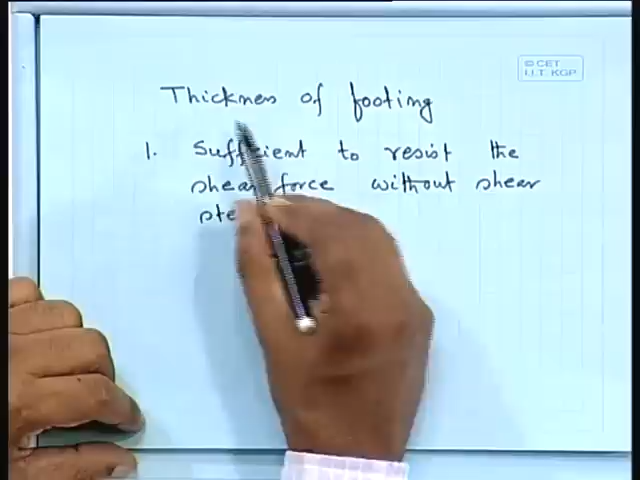 © CET
I.I.T. KGP
Thickness of footing
1. Sufficient to resist the
shear force without shear